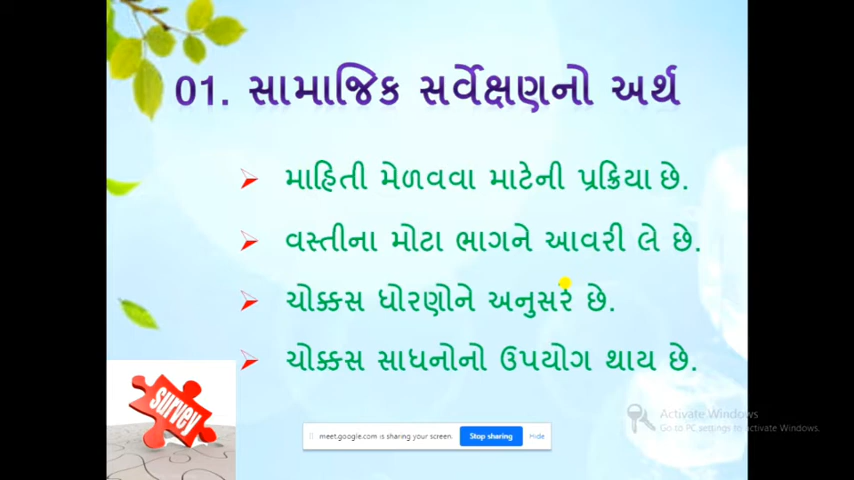 01. સામાજિક સર્વેક્ષણનો અર્થ
માહિતી મેળવવા માટેની પ્રક્રિયા છે.
વસ્તીના મોટા ભાગને આવરી લે છે.
ચોક્કસ ધોરણોને અનુસરે છે.
ચોક્કસ સાધનોનો ઉપયોગ થાય છે.
survey
meet.google.com is sharing your screen. Stop sharing Hide
Activate Windows
Go to PC settings to activate Windows.